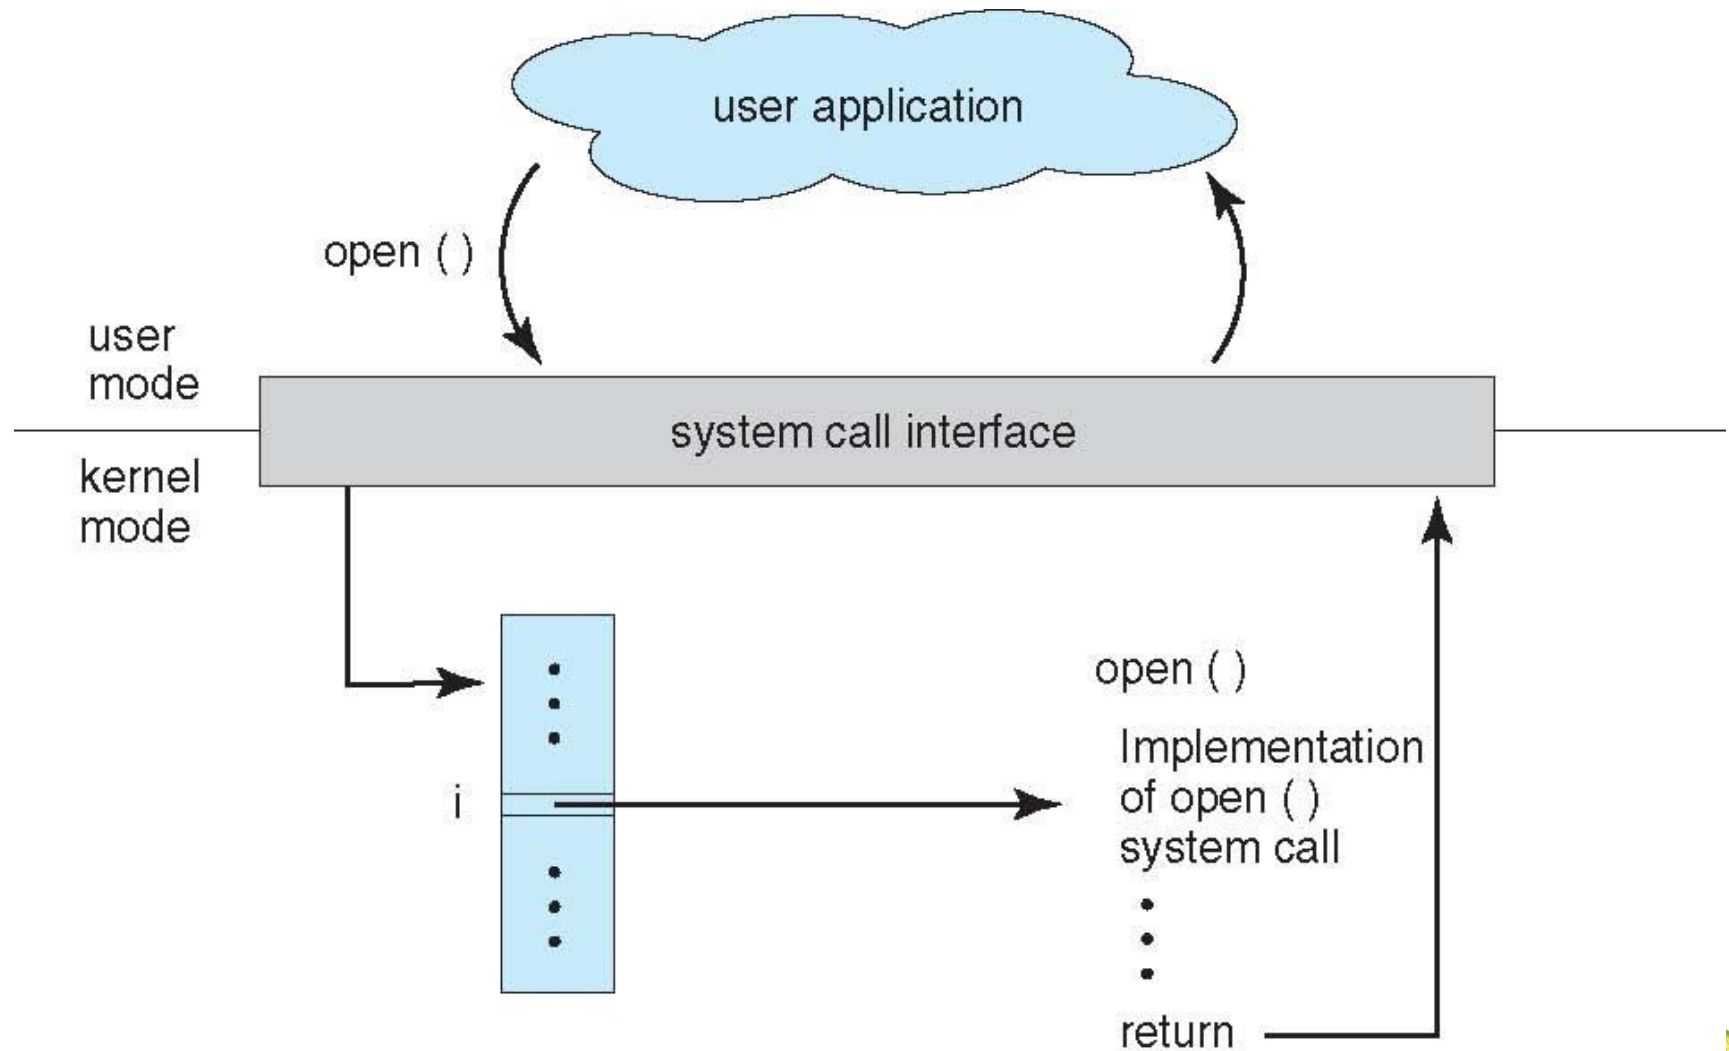 user application
open ( )
user
mode
system call interface
kernel
mode
open ( )
Implementation
of open ( )
system call
i
return